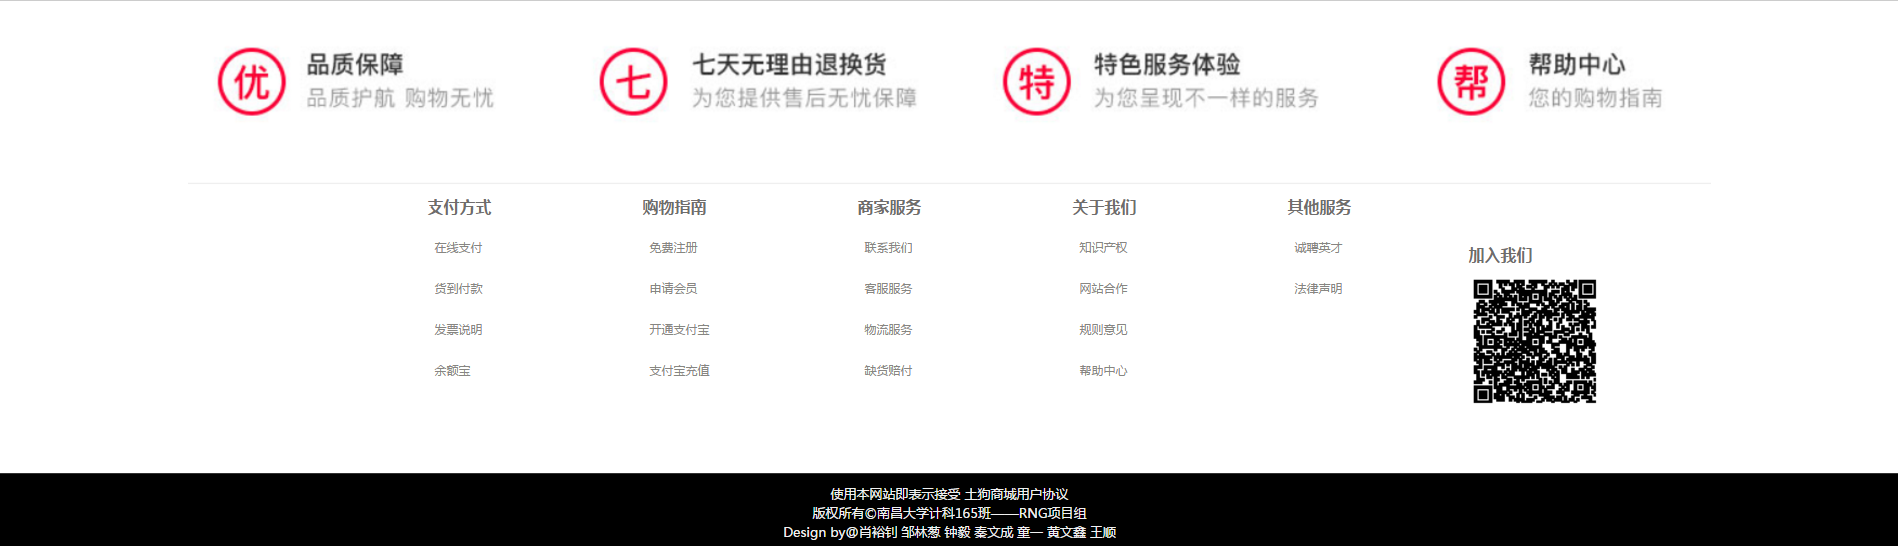 优 品质保障
品质护航 购物无忧
七 七天无理由退换货
为您提供售后无忧保障
特 特色服务体验
为您呈现不一样的服务
帮 帮助中心
您的购物指南
支付方式
在线支付
货到付款
发票说明
余额宝
购物指南
免费注册
申请会员
开通支付宝
支付宝充值
商家服务
联系我们
客服服务
物流服务
缺货赔付
关于我们
知识产权
网站合作
规则意见
帮助中心
其他服务
诚聘英才
法律声明
加入我们
使用本网站即表示接受 土狗商城用户协议
版权所有©南昌大学计科165班——RNG项目组
Design by@肖裕钊 邹林葱 钟毅 秦文成 童一 黄文鑫 王顺